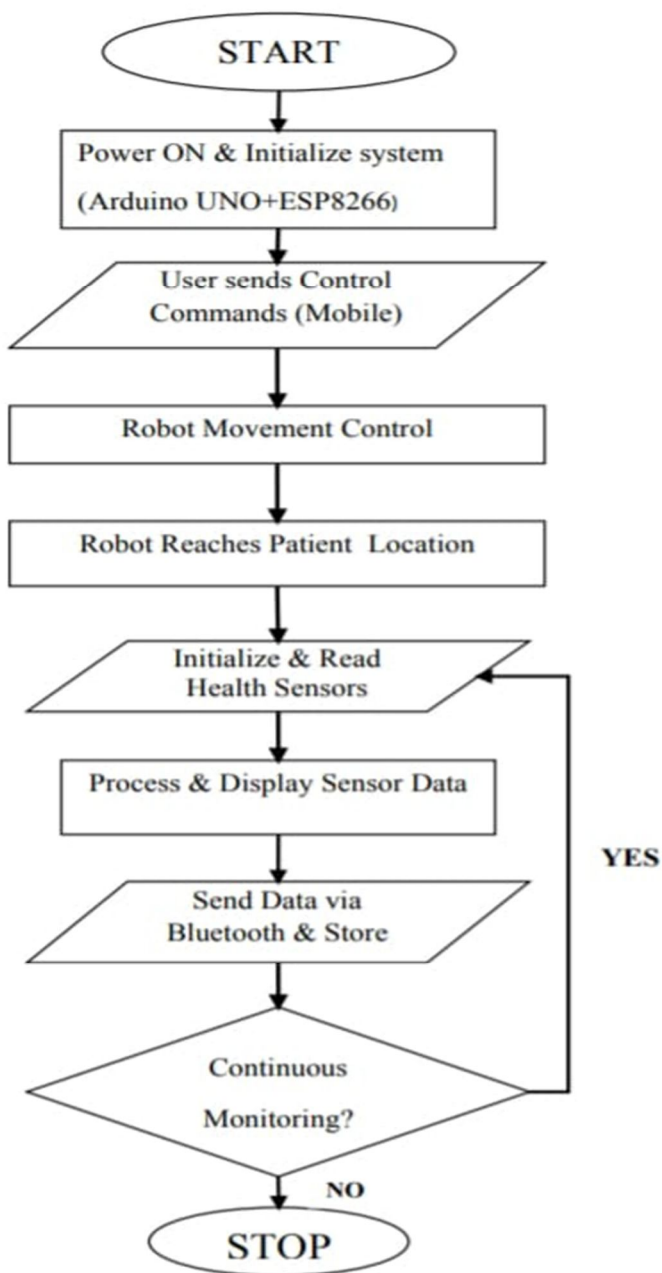 START
Power ON & Initialize system
(Arduino UNO+ESP8266)
User sends Control
Commands (Mobile)
Robot Movement Control
Robot Reaches Patient Location
Initialize & Read
Health Sensors
Process & Display Sensor Data
YES
Send Data via
Bluetooth & Store
Continuous
Monitoring?
NO
STOP